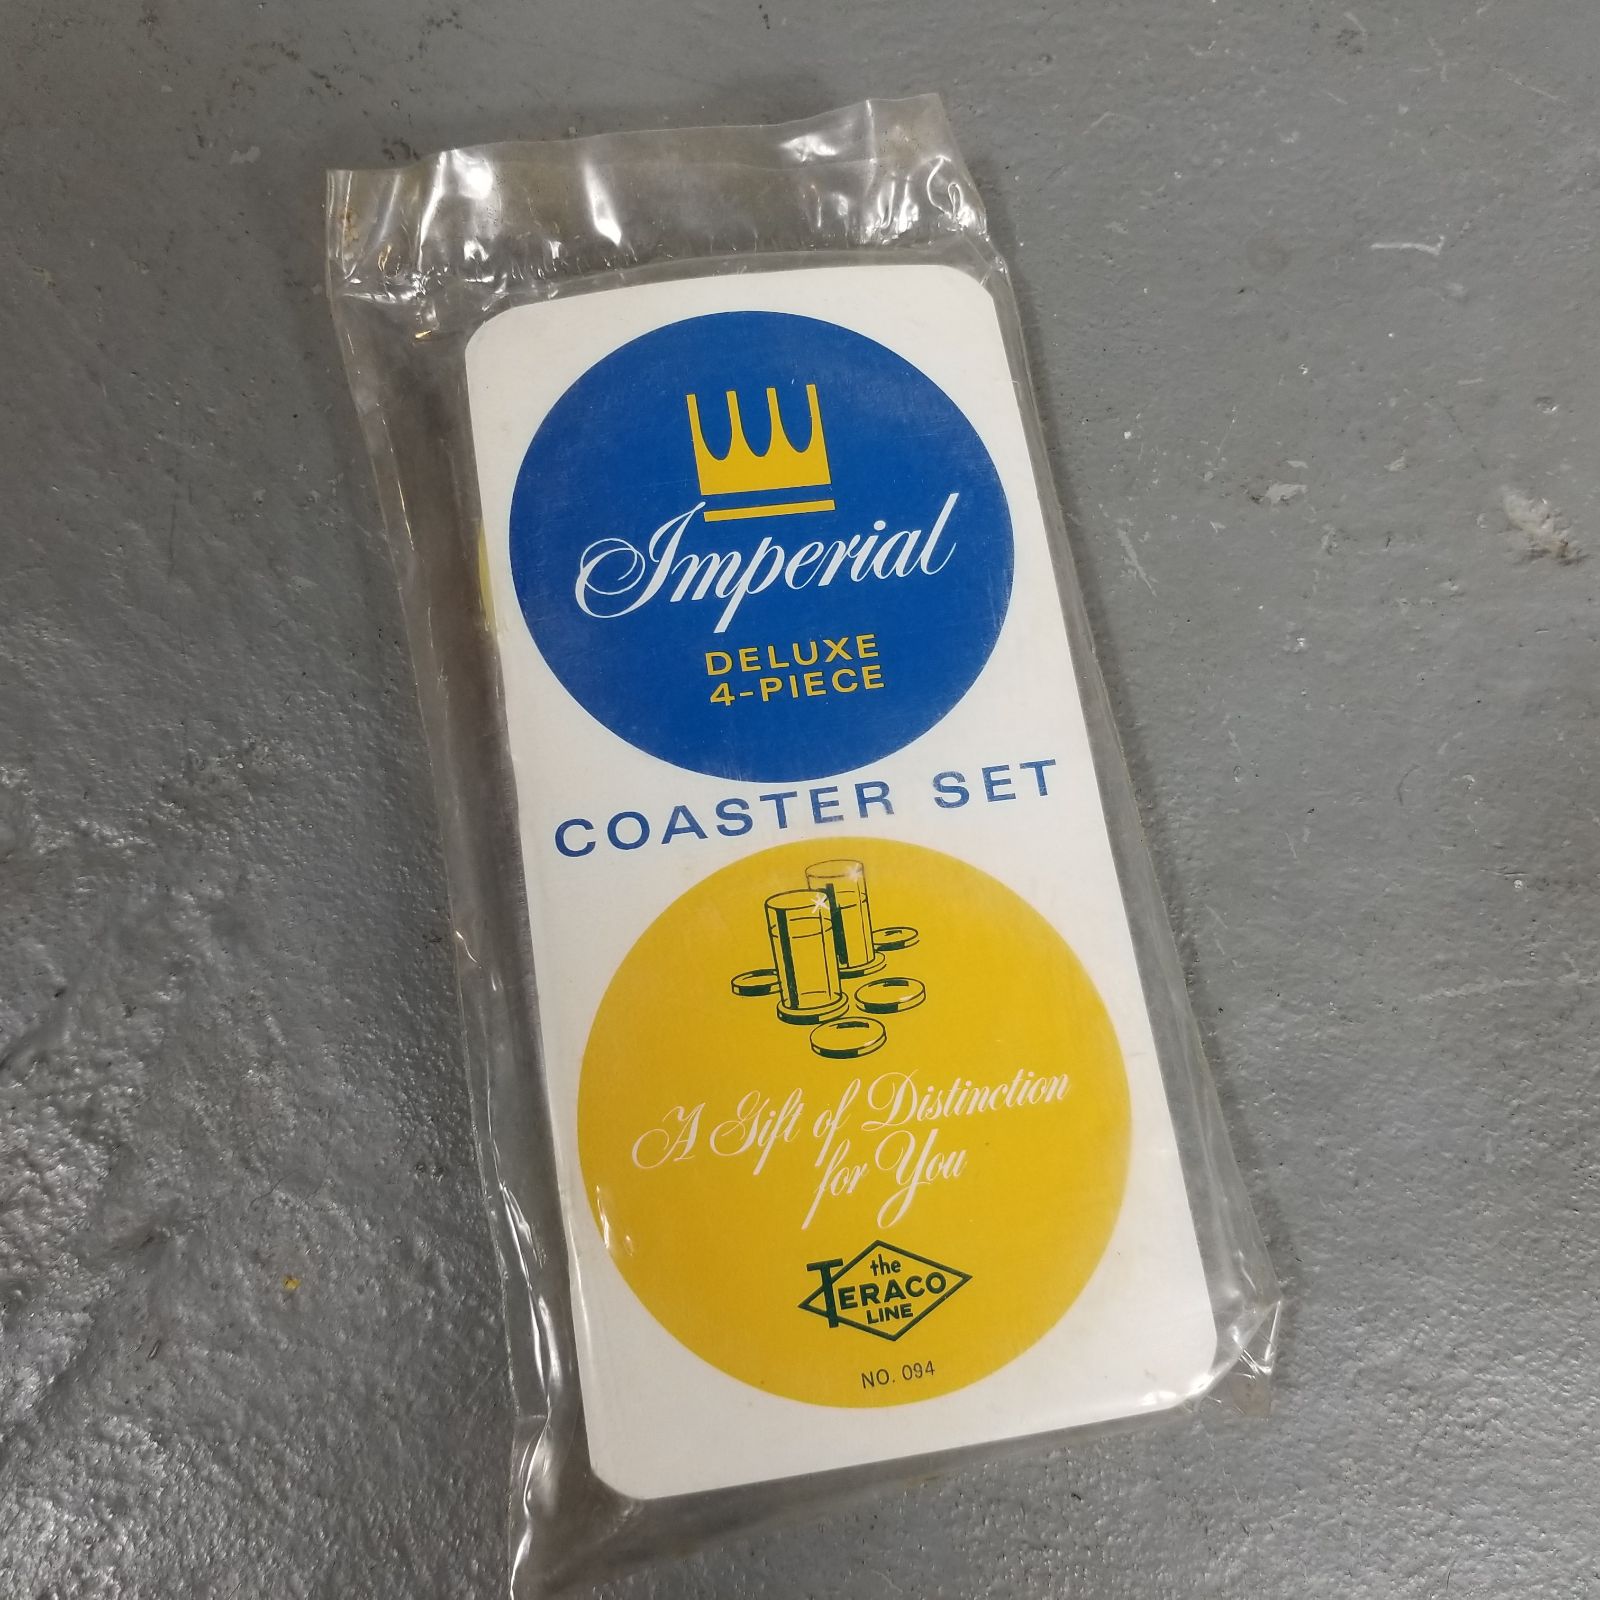 Imperial
DELUXE
4-PIECE
COASTER SET
A Gift of Distinction
for You
the
TERACO
LINE
NO. 094